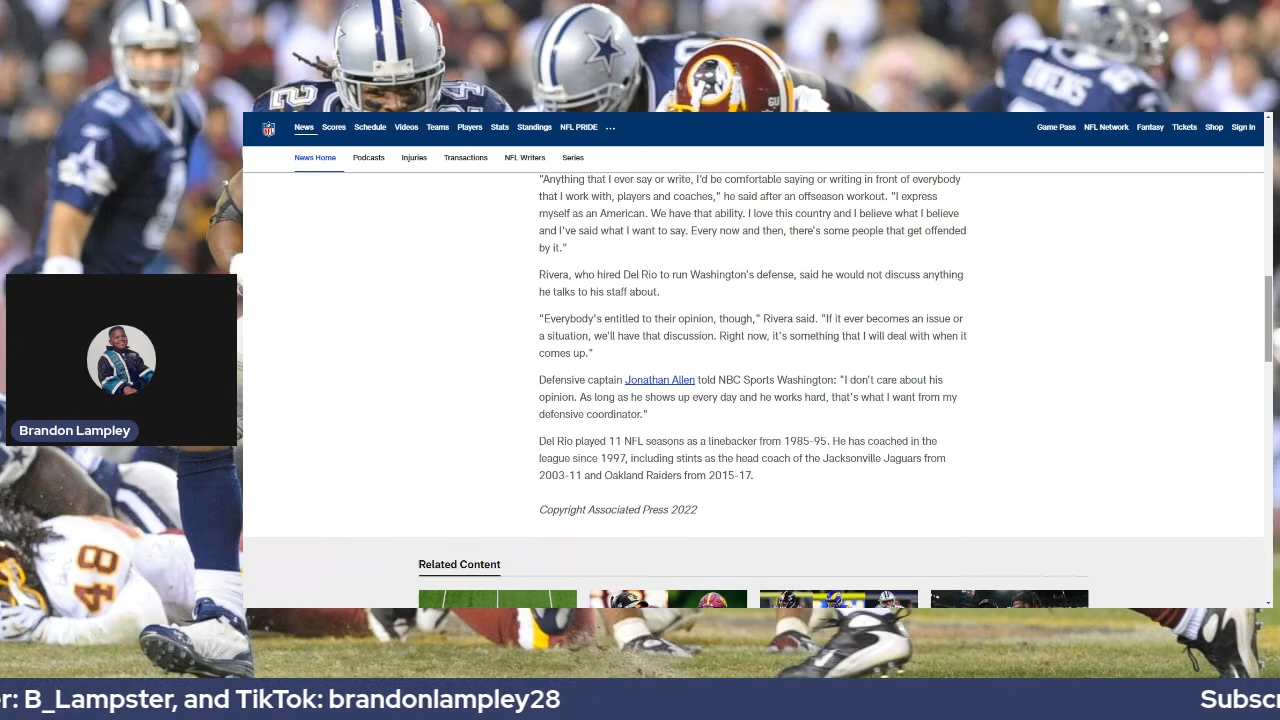 OWENS
GU
News Scores Schedule Videos Teams Players Stats Standings NFL PRIDE ... Game Pass NFL Network Fantasy Tickets Shop Sign In
News Home Podcasts Injuries Transactions NFL Writers Series
"Anything that I ever say or write, I'd be comfortable saying or writing in front of everybody
that I work with, players and coaches," he said after an offseason workout. "I express
myself as an American. We have that ability. I love this country and I believe what I believe
and I've said what I want to say. Every now and then, there's some people that get offended
by it."
Rivera, who hired Del Rio to run Washington's defense, said he would not discuss anything
he talks to his staff about.
"Everybody's entitled to their opinion, though," Rivera said. "If it ever becomes an issue or
a situation, we'll have that discussion. Right now, it's something that I will deal with when it
comes up."
Defensive captain Jonathan Allen told NBC Sports Washington: "I don't care about his
opinion. As long as he shows up every day and he works hard, that's what I want from my
defensive coordinator."
Del Rio played 11 NFL seasons as a linebacker from 1985-95. He has coached in the
league since 1997, including stints as the head coach of the Jacksonville Jaguars from
2003-11 and Oakland Raiders from 2015-17.
Copyright Associated Press 2022
Related Content
Brandon Lampley
48
r: B_Lampster, and TikTok: brandonlampley28
Subscr